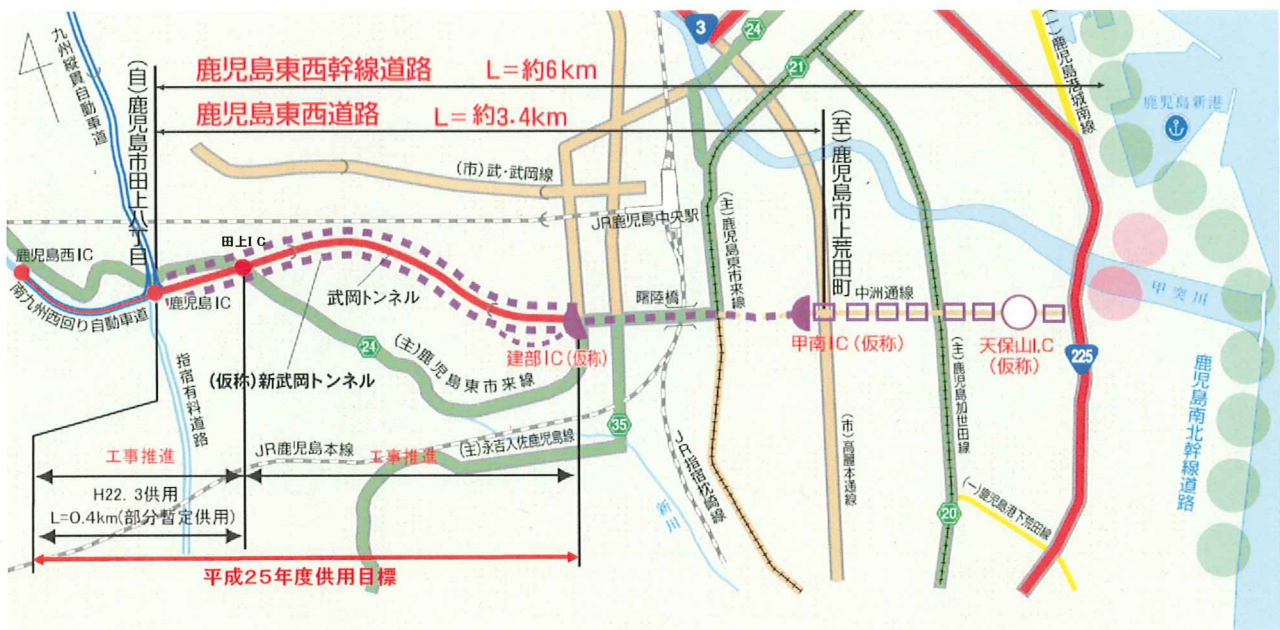 九州縦貫自動車道
(自)鹿児島市田上八丁目
鹿児島東西幹線道路 L=約6km
鹿児島東西道路 L=約3.4km
3
24
21
(一)鹿児島港城南線
鹿児島新港
(至)鹿児島市上荒田町
(市)武・武岡線
JR鹿児島中央駅
(主)鹿児島東市来線
鹿児島西IC
田上IC
鹿児島IC
南九州西回り自動車道
武岡トンネル
曙陸橋
中洲通線
甲突川
建部IC(仮称)
甲南IC(仮称)
天保山I.C
(仮称)
225
24
(主)鹿児島東市来線
(仮称)新武岡トンネル
指宿有料道路
鹿児島南北幹線道路
(主)鹿児島加世田線
(市)高麗本通線
35
工事推進
JR鹿児島本線
工事推進
(主)永吉入佐鹿児島線
JR指宿枕崎線
新川
H22.3供用
L=0.4km(部分暫定供用)
20
(一)鹿児島港下荒田線
平成25年度供用目標